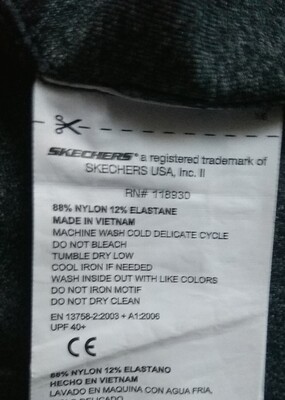 SKECHERS® a registered trademark of
SKECHERS USA, Inc. II
RN# 118930
88% NYLON 12% ELASTANE
MADE IN VIETNAM
MACHINE WASH COLD DELICATE CYCLE
DO NOT BLEACH
TUMBLE DRY LOW
COOL IRON IF NEEDED
WASH INSIDE OUT WITH LIKE COLORS
DO NOT IRON MOTIF
DO NOT DRY CLEAN
EN 13758-2:2003 + A1:2006
UPF 40+
CE
88% NYLON 12% ELASTANO
HECHO EN VIETNAM
LAVADO EN MAQUINA CON AGUA FRIA,
DELICADO